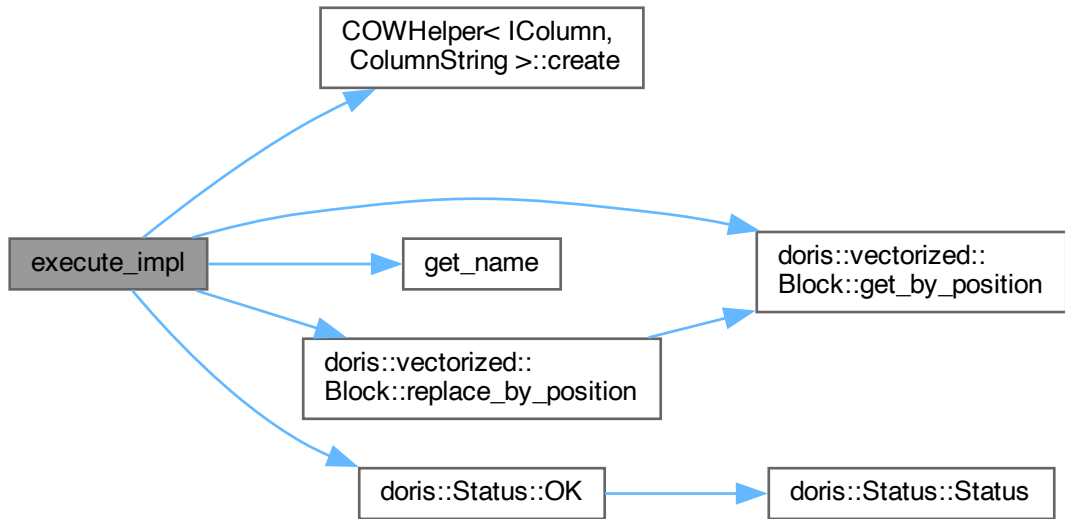 COWHelper< IColumn,
ColumnString >::create
execute_impl
get_name
doris::vectorized::
Block::get_by_position
doris::vectorized::
Block::replace_by_position
doris::Status::OK
doris::Status::Status